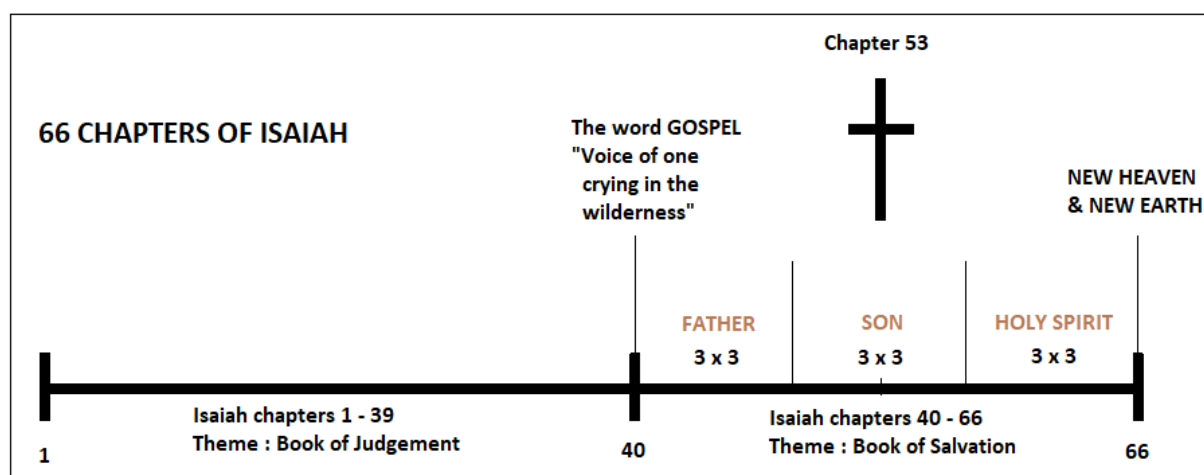 Chapter 53
66 CHAPTERS OF ISAIAH
The word GOSPEL
"Voice of one
crying in the
wilderness"
NEW HEAVEN
& NEW EARTH
FATHER
SON
HOLY SPIRIT
3 x 3
3 x 3
3 x 3
Isaiah chapters 1 - 39
Theme : Book of Judgement
Isaiah chapters 40 - 66
Theme : Book of Salvation
1
40
66